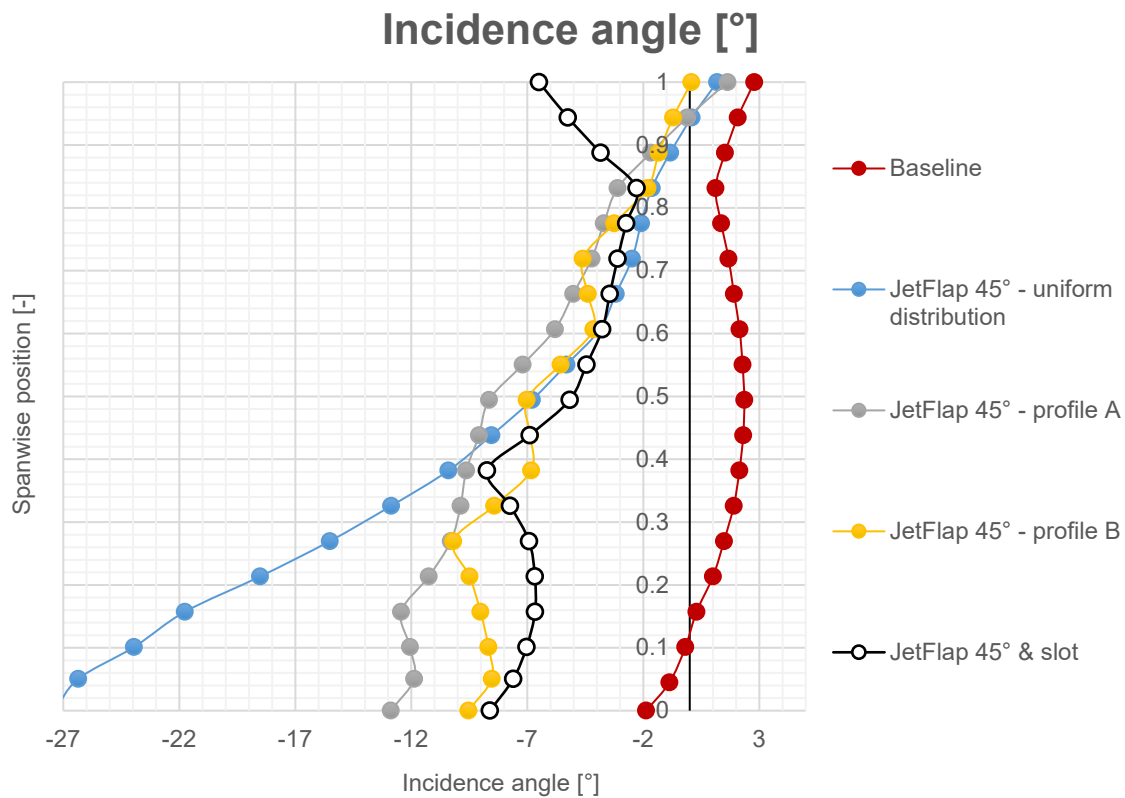 Incidence angle [°]
1
0.9
0.8
0.7
0.6
0.5
0.4
0.3
0.2
0.1
0
-27 -22 -17 -12 -7 -2 3
Incidence angle [°]
Spanwise position [-]
Baseline
JetFlap 45° - uniform
distribution
JetFlap 45° - profile A
JetFlap 45° - profile B
JetFlap 45° & slot